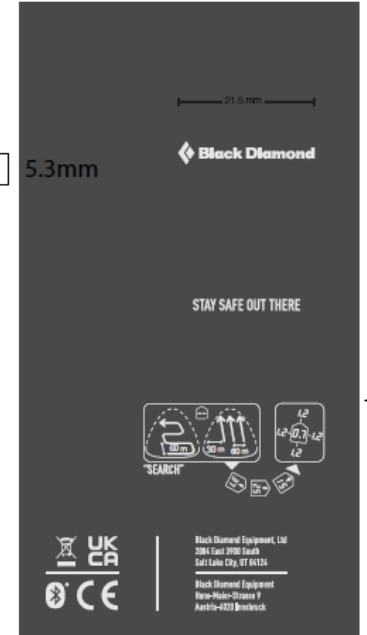 21.5 mm
Black Diamond
5.3mm
STAY SAFE OUT THERE
60 m
30 m
60 m
1.2
1.2
0.7
1.2
1.2
"SEARCH"
UK
CA
CE
Black Diamond Equipment, Ltd
2084 East 3900 South
Salt Lake City, UT 84124
Black Diamond Equipment
Hans-Maier-Strasse 9
Austria-6020 Innsbruck